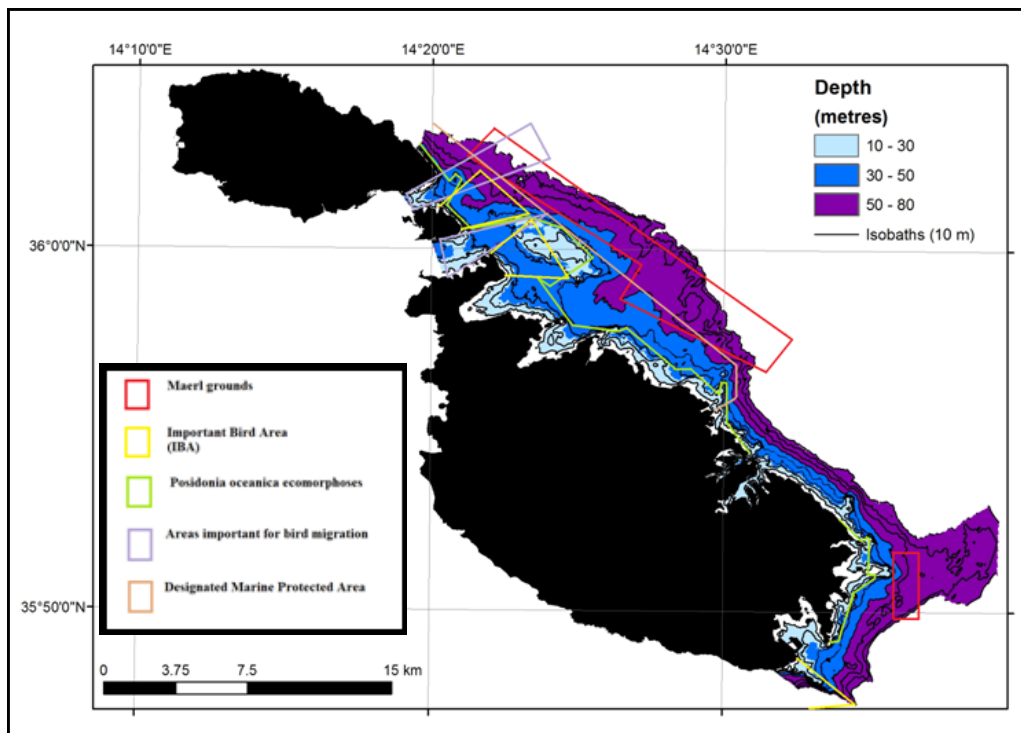 14°10'0"E 14°20'0"E 14°30'0"E
Depth
(metres)
10 - 30
30 - 50
50 - 80
Isobaths (10 m)
36°0'0"N
Maerl grounds
Important Bird Area
(IBA)
Posidonia oceanica ecomorphoses
Areas important for bird migration
Designated Marine Protected Area
35°50'0"N
0 3.75 7.5 15 km